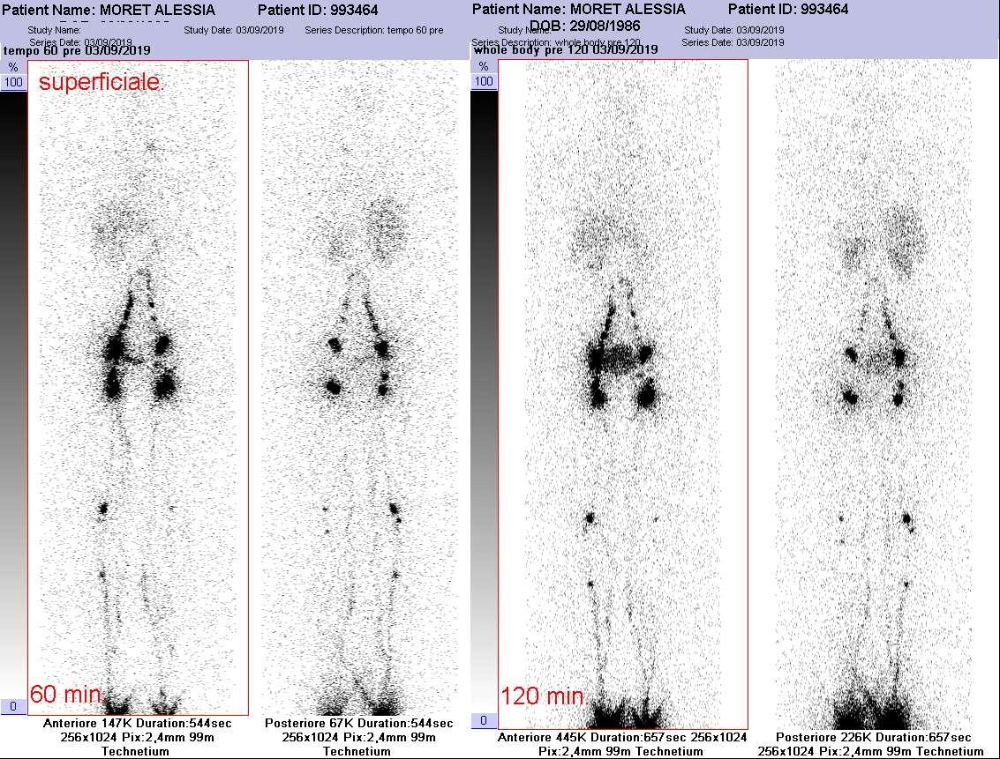 Patient Name: MORET ALESSIA Patient ID: 993464
Study Name: Study Date: 03/09/2019 Series Description: tempo 60 pre
Series Date: 03/09/2019
tempo 60 pre 03/09/2019
%
100
superficiale.
60 min.
0
Anteriore 147K Duration:544sec
256x1024 Pix:2,4mm 99m
Technetium
Posteriore 67K Duration:544sec
256x1024 Pix:2,4mm 99m
Technetium
Patient Name: MORET ALESSIA Patient ID: 993464
DOB: 29/08/1986
Study Name: Study Date: 03/09/2019
Series Description: whole body pre 120 Series Date: 03/09/2019
whole body pre 120 03/09/2019
%
100
120 min.
0
Anteriore 445K Duration:657sec 256x1024
Pix:2,4mm 99m Technetium
Posteriore 226K Duration:657sec
256x1024 Pix:2,4mm 99m Technetium